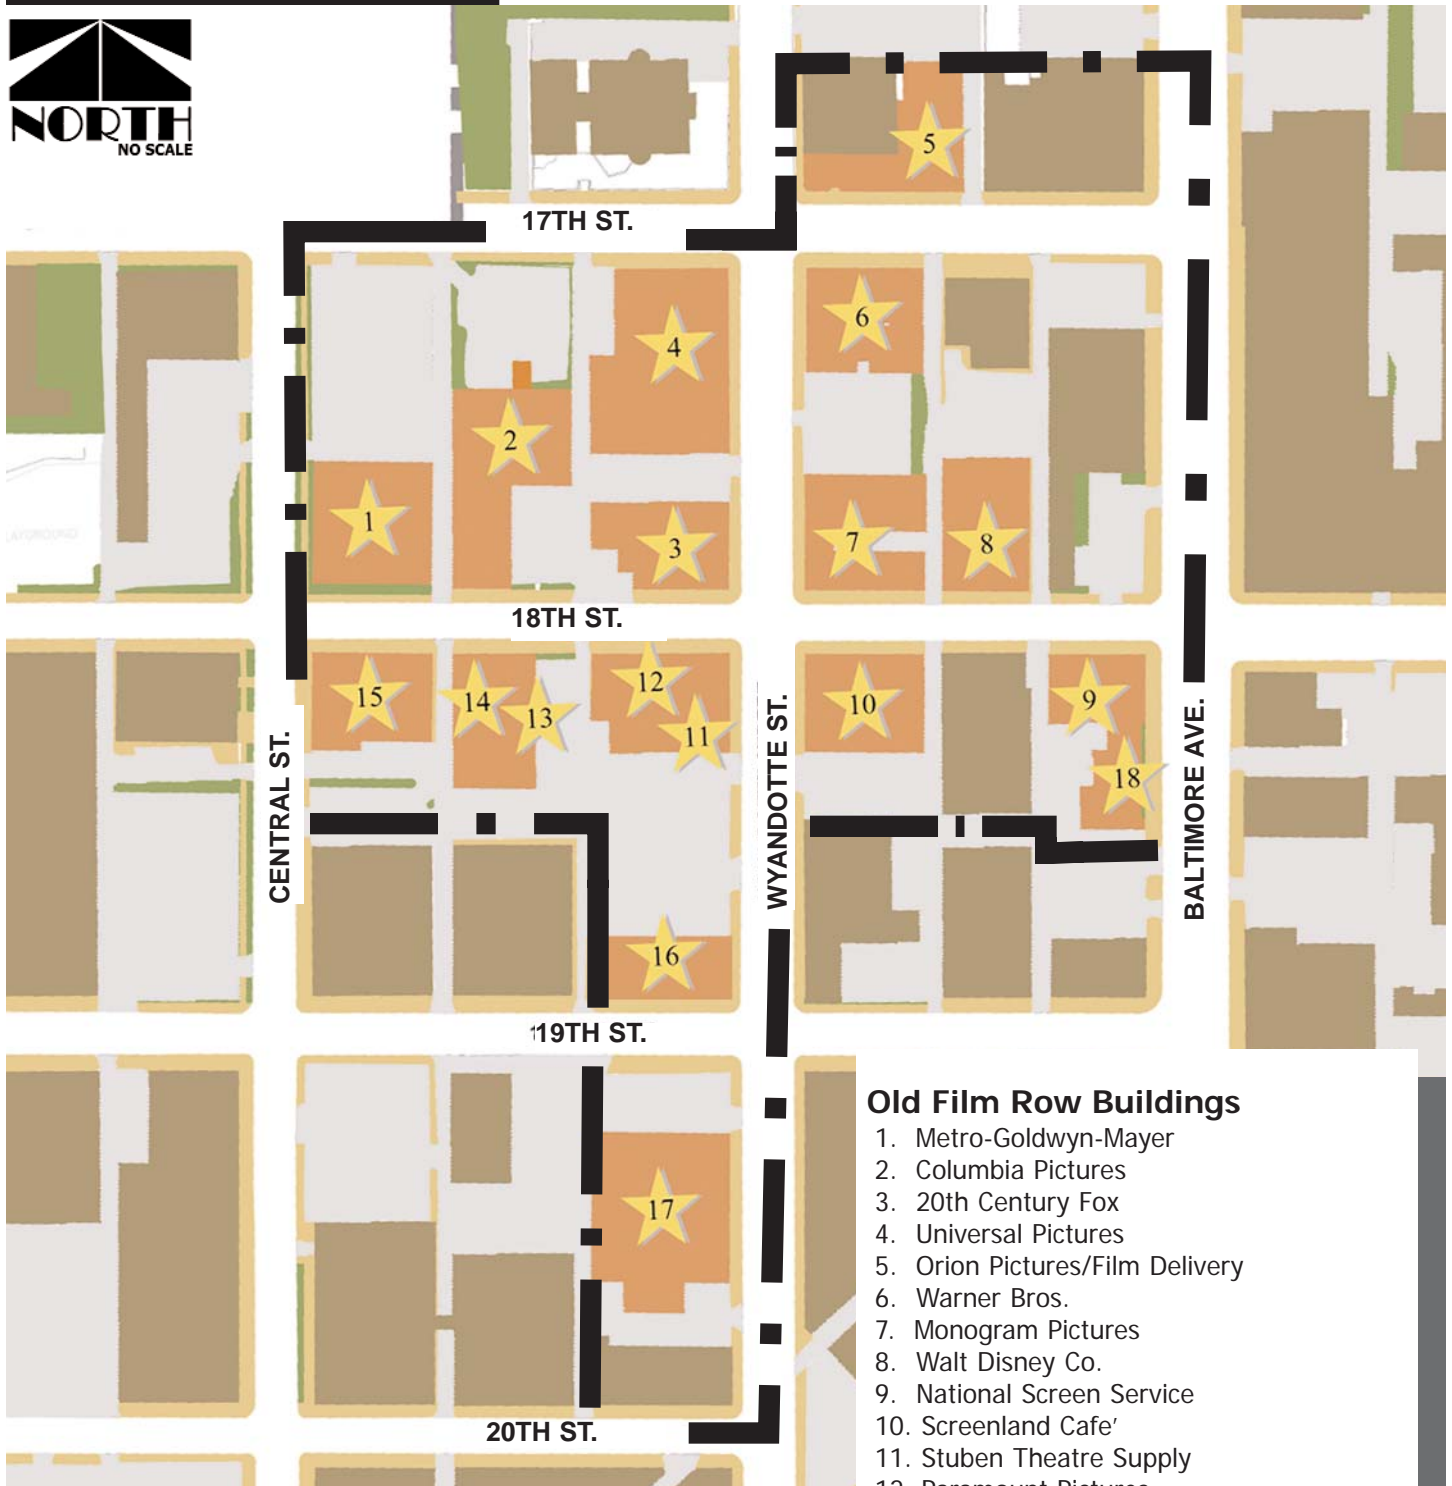 NORTH
NO SCALE
5
17TH ST.
4
6
2
1
3
7
8
18TH ST.
15
14
13
12
11
10
9
18
CENTRAL ST.
WYANDOTTE ST.
BALTIMORE AVE.
16
19TH ST.
17
20TH ST.
Old Film Row Buildings
1. Metro-Goldwyn-Mayer
2. Columbia Pictures
3. 20th Century Fox
4. Universal Pictures
5. Orion Pictures/Film Delivery
6. Warner Bros.
7. Monogram Pictures
8. Walt Disney Co.
9. National Screen Service
10. Screenland Cafe'
11. Stuben Theatre Supply
12. Paramount Pictures